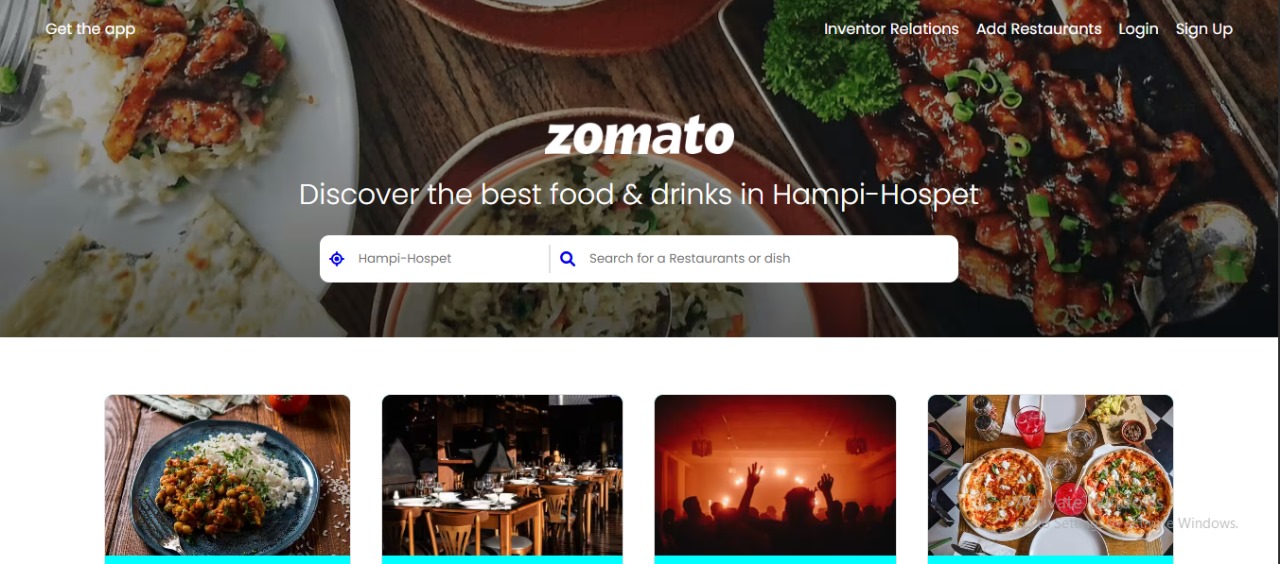 Get the app
Inventor Relations Add Restaurants Login Sign Up
zomato
Discover the best food & drinks in Hampi-Hospet
Hampi-Hospet
Search for a Restaurants or dish
Windows.